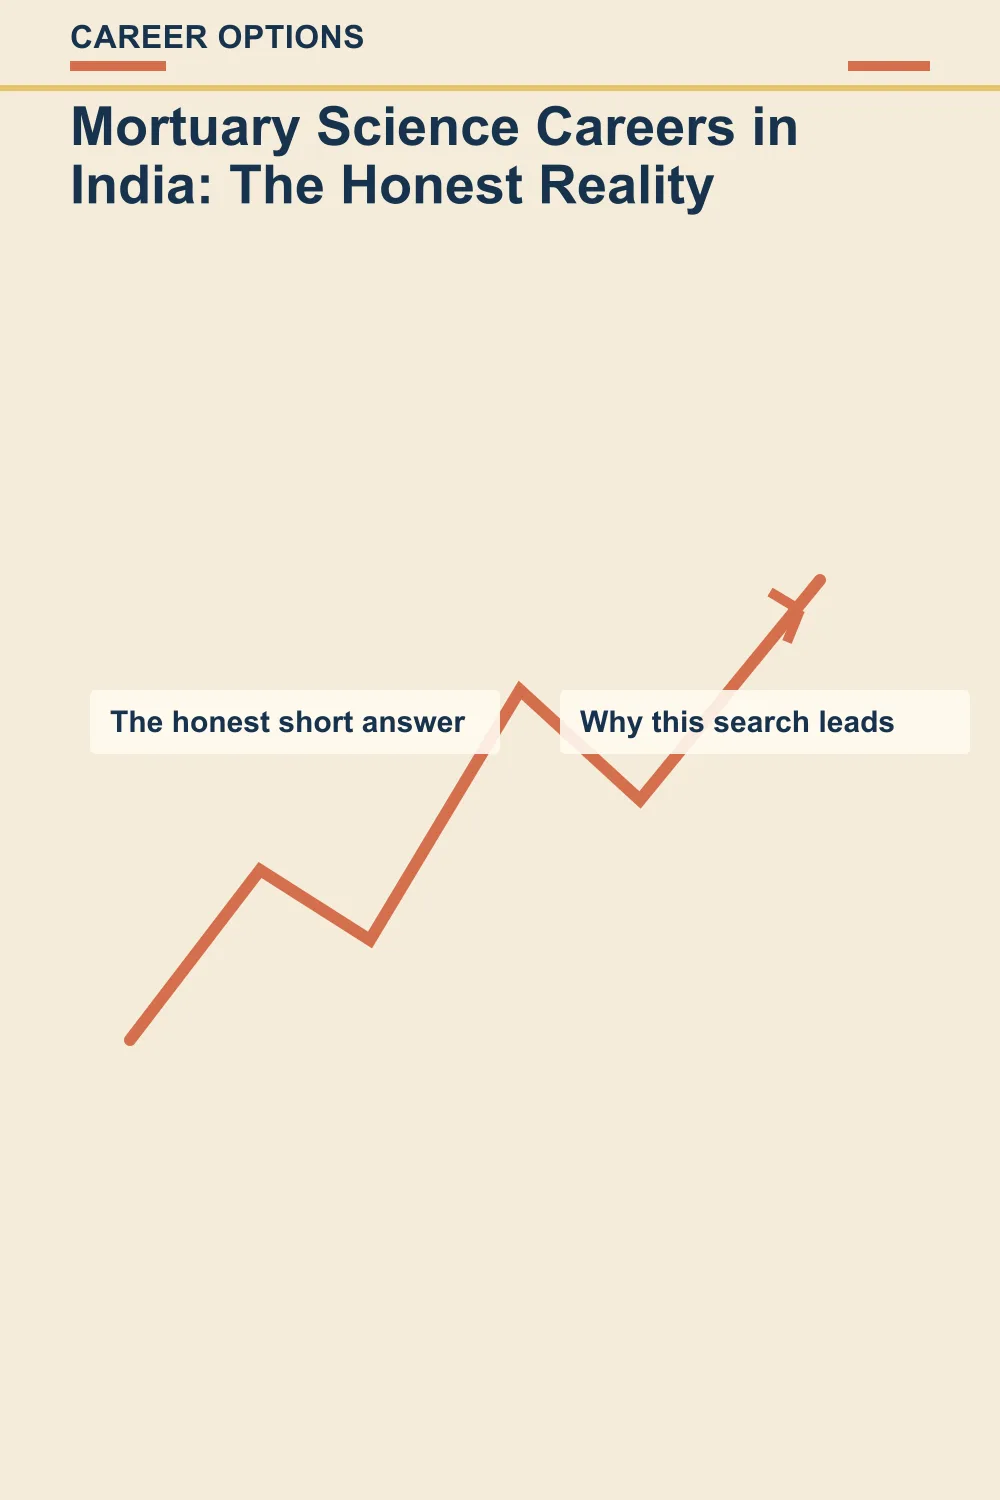 CAREER OPTIONS
Mortuary Science Careers in
India: The Honest Reality
The honest short answer
Why this search leads